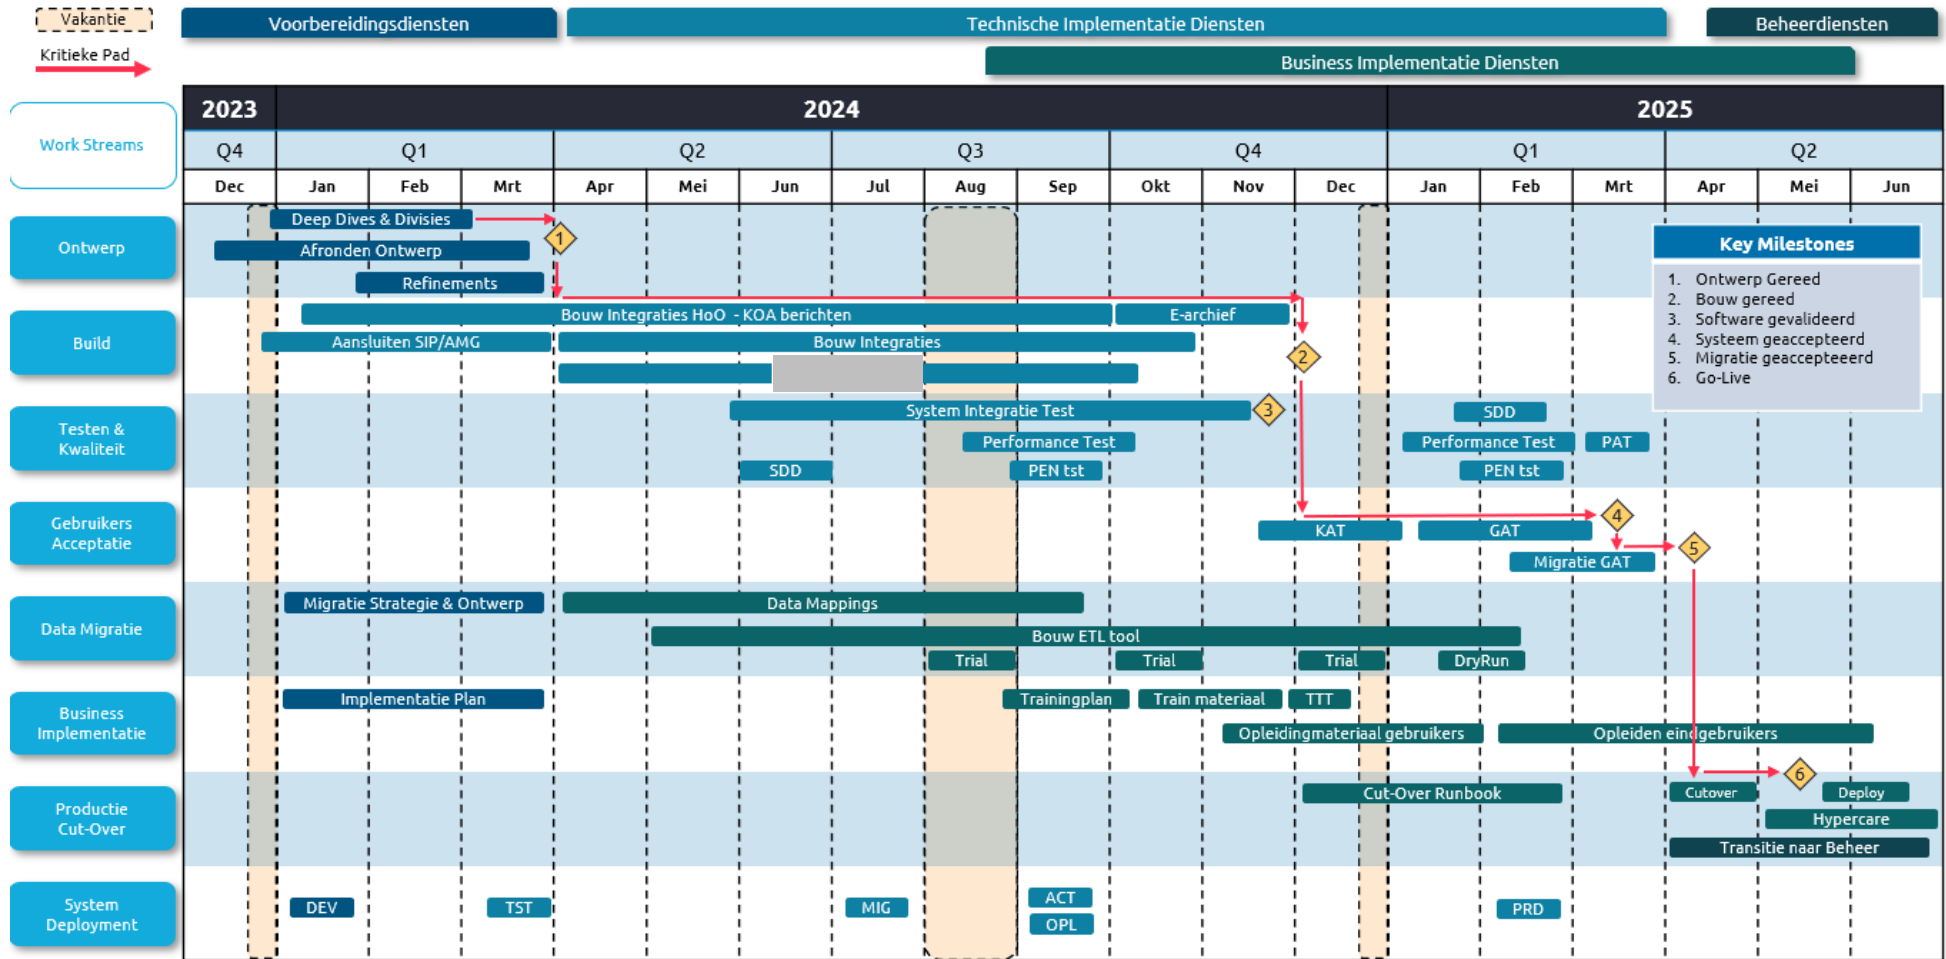 Vakantie
Voorbereidingsdiensten
Technische Implementatie Diensten
Beheerdiensten
Kritieke Pad
Business Implementatie Diensten
2023
2024
2025
Work Streams
Q4
Q1
Q2
Q3
Q4
Q1
Q2
Dec
Jan
Feb
Mrt
Apr
Mei
Jun
Jul
Aug
Sep
Okt
Nov
Dec
Jan
Feb
Mrt
Apr
Mei
Jun
Ontwerp
Deep Dives & Divisies
1
Afronden Ontwerp
Refinements
Key Milestones
1. Ontwerp Gereed
2. Bouw gereed
3. Software gevalideerd
4. Systeem geaccepteerd
5. Migratie geaccepteeerd
6. Go-Live
Build
Bouw Integraties HoO - KOA berichten
E-archief
Aansluiten SIP/AMG
Bouw Integraties
2
Testen &
Kwaliteit
System Integratie Test
3
SDD
Performance Test
Performance Test
PAT
SDD
PEN tst
PEN tst
Gebruikers
Acceptatie
4
KAT
GAT
5
Migratie GAT
Data Migratie
Migratie Strategie & Ontwerp
Data Mappings
Bouw ETL tool
Trial
Trial
Trial
DryRun
Business
Implementatie
Implementatie Plan
Trainingplan
Train materiaal
TTT
Opleidingmateriaal gebruikers
Opleiden eindgebruikers
Productie
Cut-Over
6
Cut-Over Runbook
Cutover
Deploy
Hypercare
Transitie naar Beheer
System
Deployment
DEV
TST
MIG
ACT
OPL
PRD